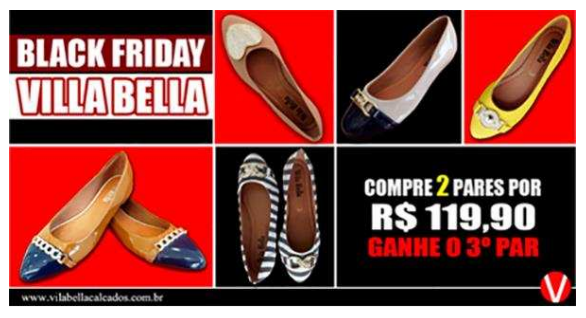 BLACK FRIDAY
VILLA BELLA
COMPRE 2 PARES POR
R$ 119,90
GANHE O 3º PAR
www.vilabellacalcados.com.br
V